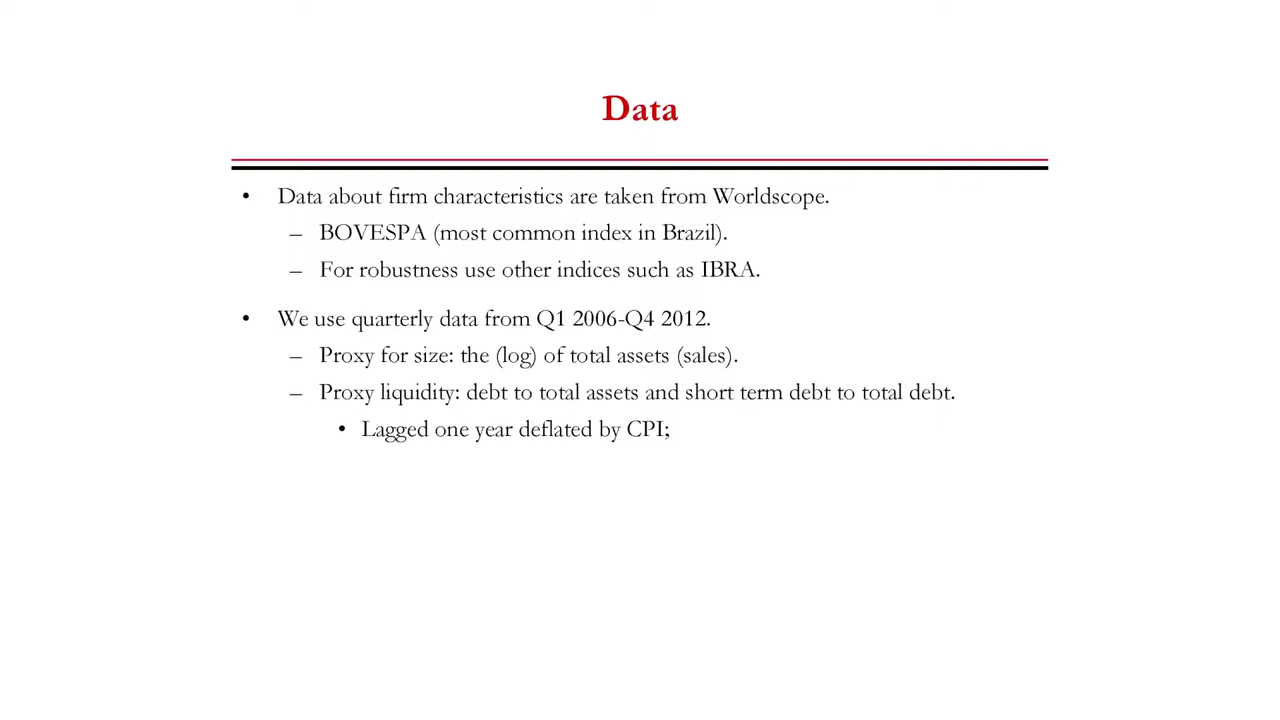 Data
• Data about firm characteristics are taken from Worldscope.
– BOVESPA (most common index in Brazil).
– For robustness use other indices such as IBRA.
• We use quarterly data from Q1 2006-Q4 2012.
– Proxy for size: the (log) of total assets (sales).
– Proxy liquidity: debt to total assets and short term debt to total debt.
• Lagged one year deflated by CPI;